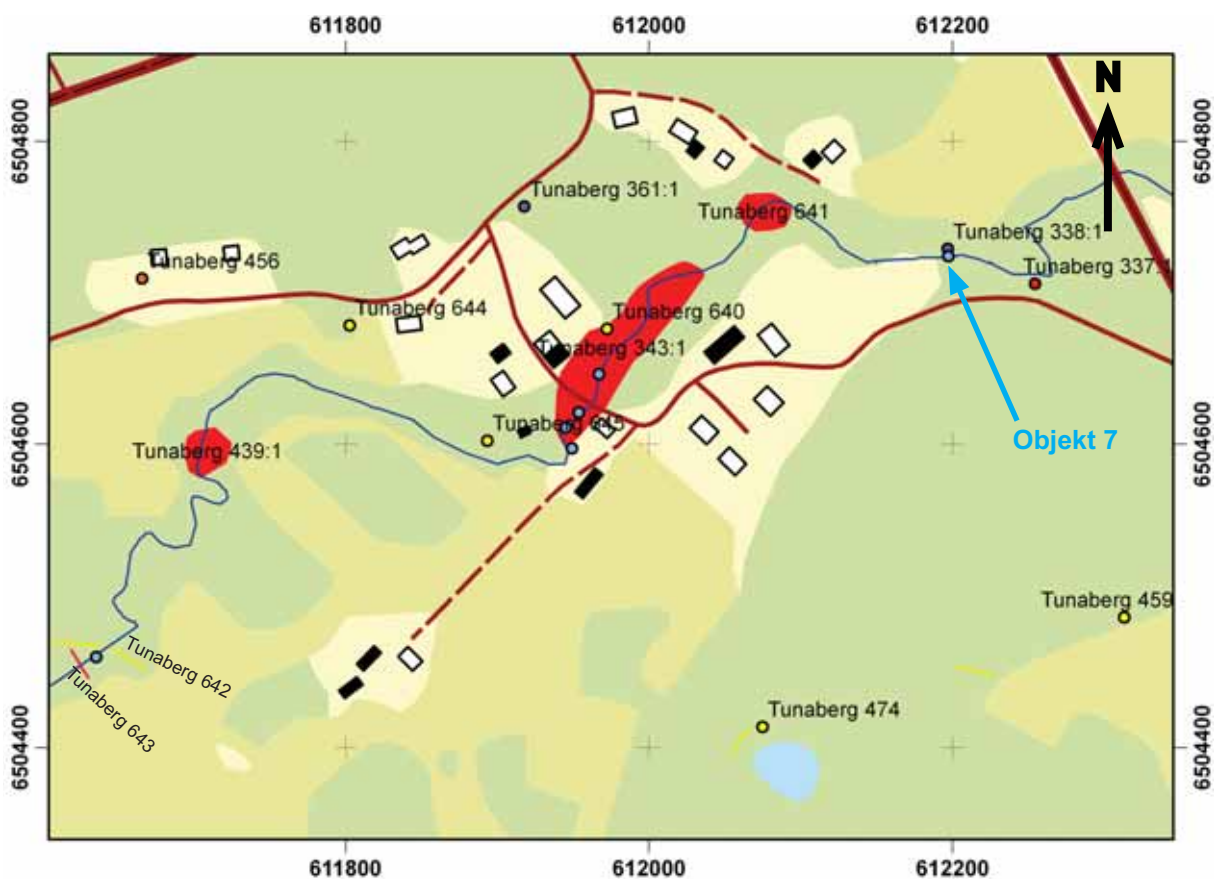 611800
612000
612200
6504800
6504800
N
Tunaberg 361:1
Tunaberg 641
Tunaberg 338:1
Tunaberg 456
Tunaberg 337:1
Tunaberg 644
Tunaberg 640
Tunaberg 343:1
6504600
Tunaberg 645
Tunaberg 439:1
Objekt 7
6504600
Tunaberg 459
Tunaberg 642
Tunaberg 643
Tunaberg 474
6504400
6504400
611800
612000
612200